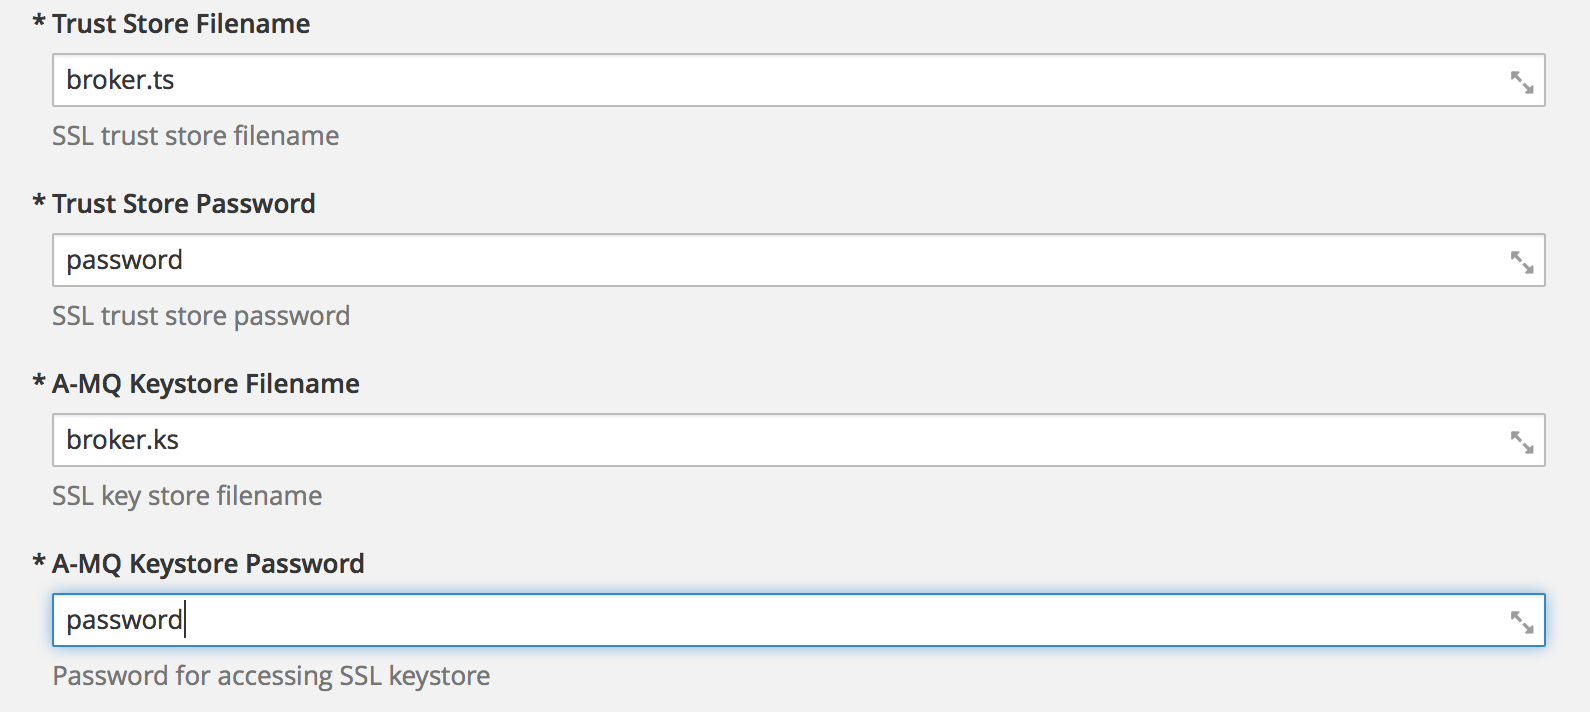 * Trust Store Filename
broker.ts
SSL trust store filename
* Trust Store Password
password
SSL trust store password
* A-MQ Keystore Filename
broker.ks
SSL key store filename
* A-MQ Keystore Password
password
Password for accessing SSL keystore